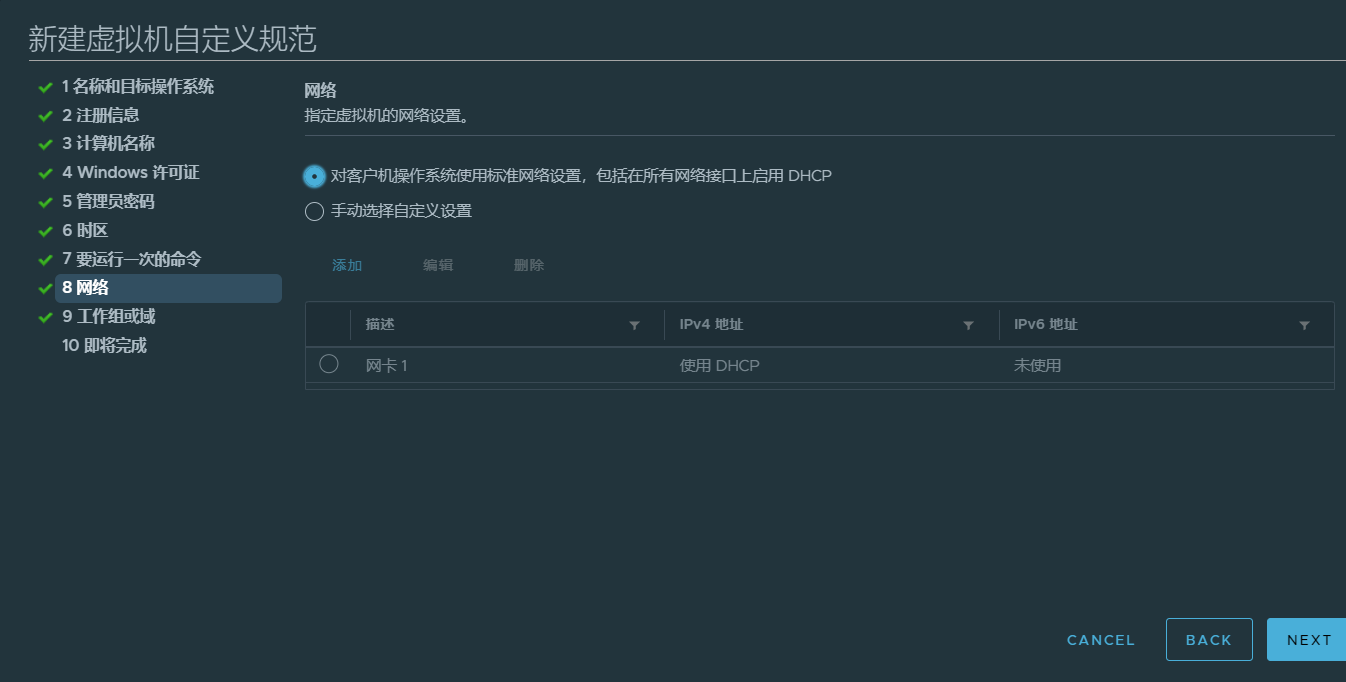 新建虚拟机自定义规范
1 名称和目标操作系统
2 注册信息
3 计算机名称
4 Windows 许可证
5 管理员密码
6 时区
7 要运行一次的命令
8 网络
9 工作组或域
10 即将完成
网络
指定虚拟机的网络设置。
对客户机操作系统使用标准网络设置，包括在所有网络接口上启用 DHCP
手动选择自定义设置
添加 编辑 删除
描述 IPv4 地址 IPv6 地址
网卡 1 使用 DHCP 未使用
CANCEL BACK NEXT